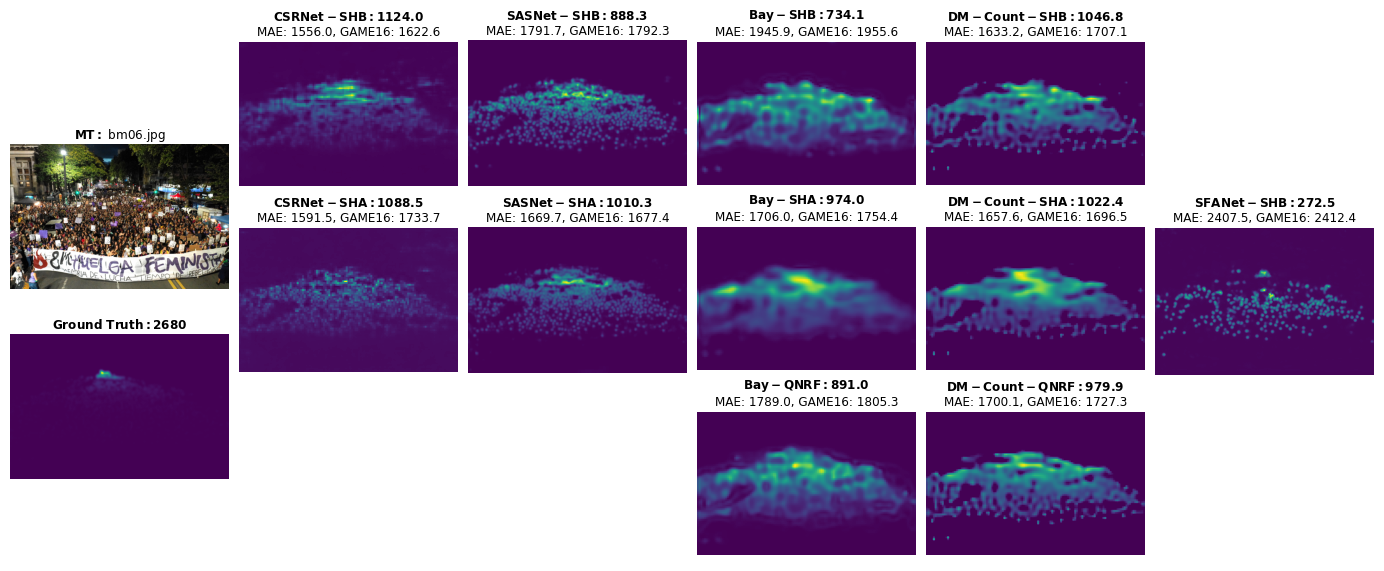 MT: bm06.jpg
8M HUELGA FEMINIST
Ground Truth: 2680
CSRNet − SHB: 1124.0
MAE: 1556.0, GAME16: 1622.6
SASNet − SHB: 888.3
MAE: 1791.7, GAME16: 1792.3
Bay − SHB: 734.1
MAE: 1945.9, GAME16: 1955.6
DM − Count − SHB: 1046.8
MAE: 1633.2, GAME16: 1707.1
CSRNet − SHA: 1088.5
MAE: 1591.5, GAME16: 1733.7
SASNet − SHA: 1010.3
MAE: 1669.7, GAME16: 1677.4
Bay − SHA: 974.0
MAE: 1706.0, GAME16: 1754.4
DM − Count − SHA: 1022.4
MAE: 1657.6, GAME16: 1696.5
SFANet − SHB: 272.5
MAE: 2407.5, GAME16: 2412.4
Bay − QNRF: 891.0
MAE: 1789.0, GAME16: 1805.3
DM − Count − QNRF: 979.9
MAE: 1700.1, GAME16: 1727.3